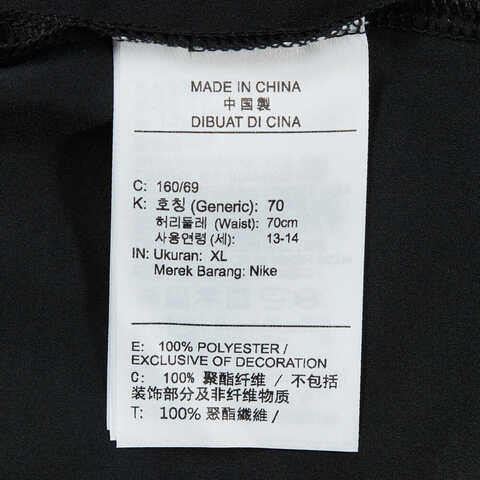 MADE IN CHINA
中国製
DIBUAT DI CINA
C: 160/69
K: 호칭 (Generic): 70
허리둘레 (Waist): 70cm
사용연령 (세): 13-14
IN: Ukuran: XL
Merek Barang: Nike
E: 100% POLYESTER /
EXCLUSIVE OF DECORATION
C: 100% 聚酯纤维 / 不包括
装饰部分及非纤维物质
T: 100% 聚酯纖維 /